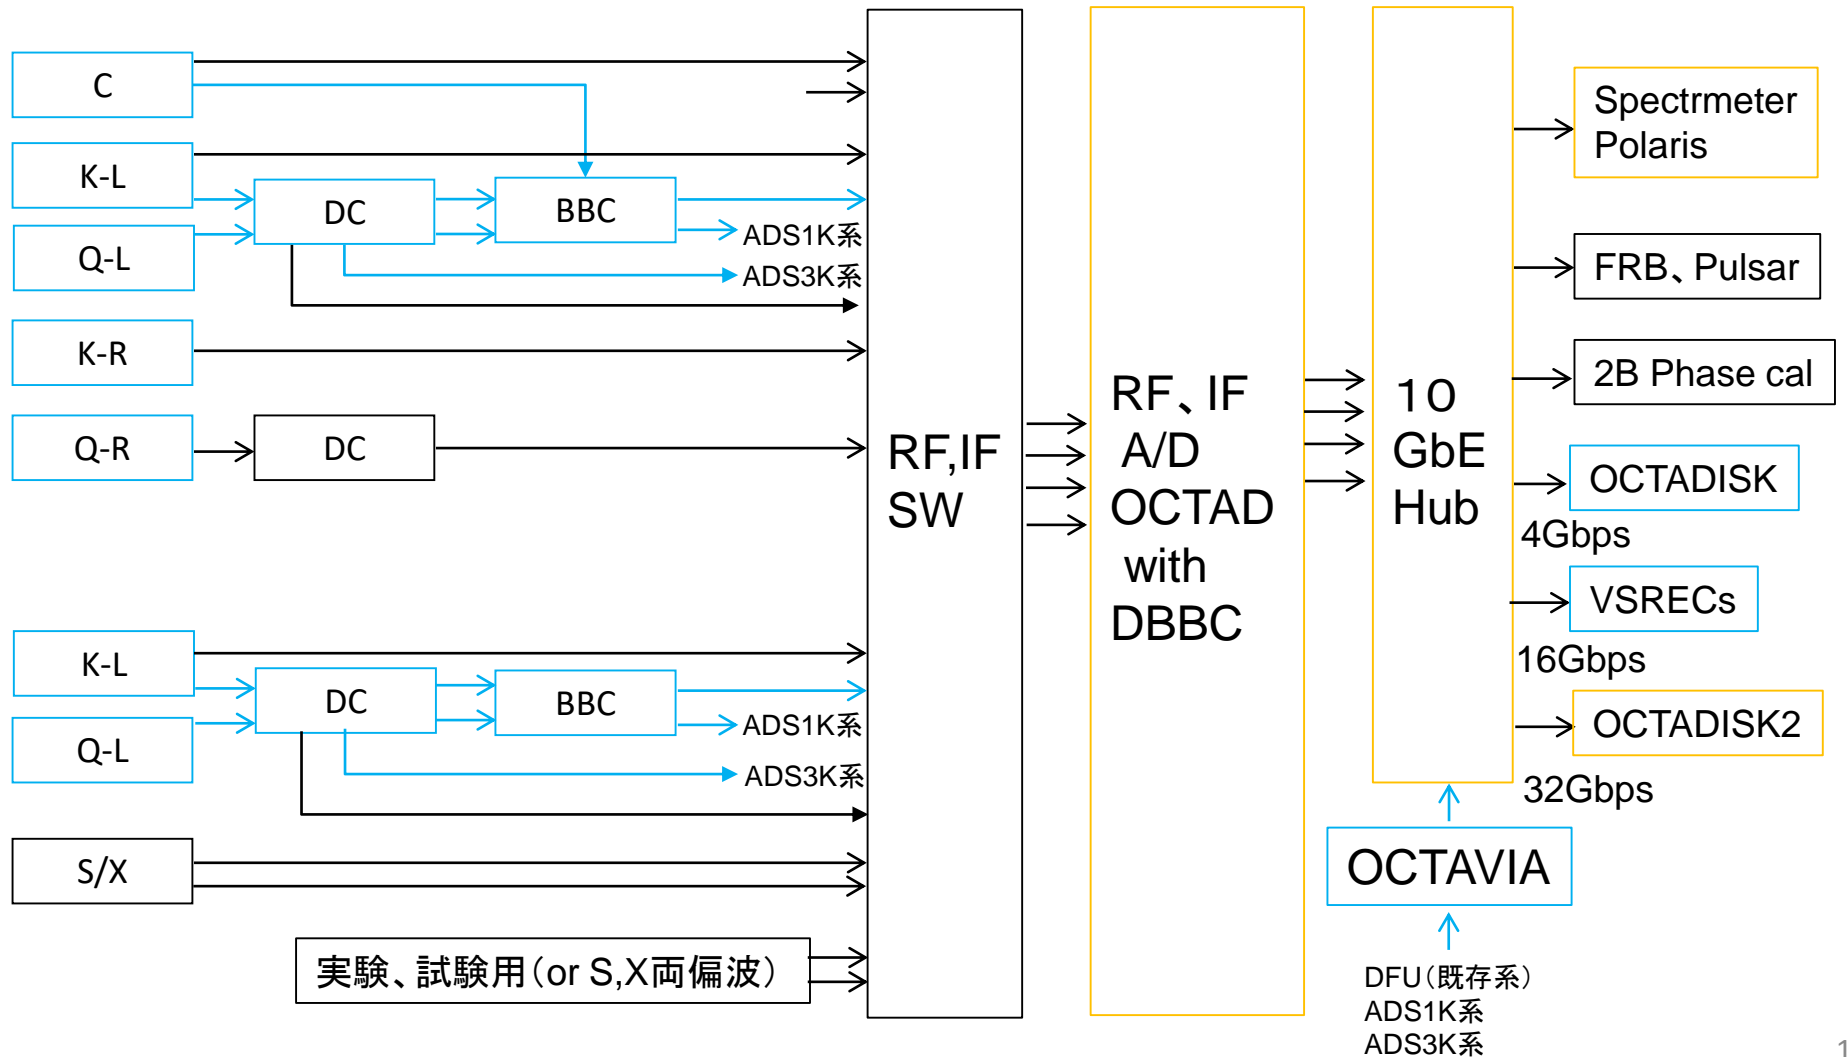 C
K-L
Q-L
DC
BBC
ADS1K系
ADS3K系
K-R
Q-R
DC
K-L
Q-L
DC
BBC
ADS1K系
ADS3K系
S/X
実験、試験用(or S,X両偏波)
RF,IF
SW
RF、IF
A/D
OCTAD
with
DBBC
10
GbE
Hub
Spectrmeter
Polaris
FRB、Pulsar
2B Phase cal
OCTADISK
4Gbps
VSRECs
16Gbps
OCTADISK2
32Gbps
OCTAVIA
DFU(既存系)
ADS1K系
ADS3K系